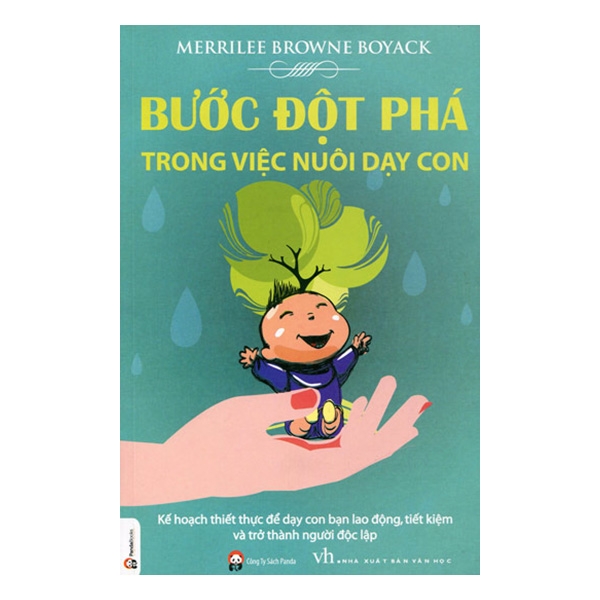 MERRILEE BROWNE BOYACK
BƯỚC ĐỘT PHÁ
TRONG VIỆC NUÔI DẠY CON
Kế hoạch thiết thực để dạy con bạn lao động, tiết kiệm
và trở thành người độc lập
PandaBooks
Công Ty Sách Panda
vh NHÀ XUẤT BẢN VĂN HỌC